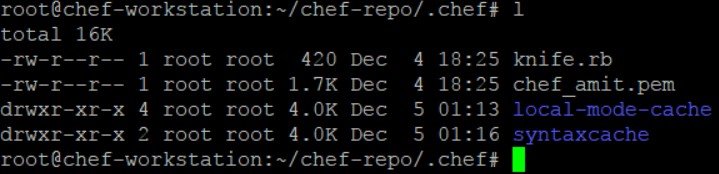 root@chef-workstation:~/chef-repo/.chef# l
total 16K
-rw-r--r-- 1 root root  420 Dec  4 18:25 knife.rb
-rw-r--r-- 1 root root 1.7K Dec  4 18:25 chef_amit.pem
drwxr-xr-x 4 root root 4.0K Dec  5 01:13 local-mode-cache
drwxr-xr-x 2 root root 4.0K Dec  5 01:16 syntaxcache
root@chef-workstation:~/chef-repo/.chef#